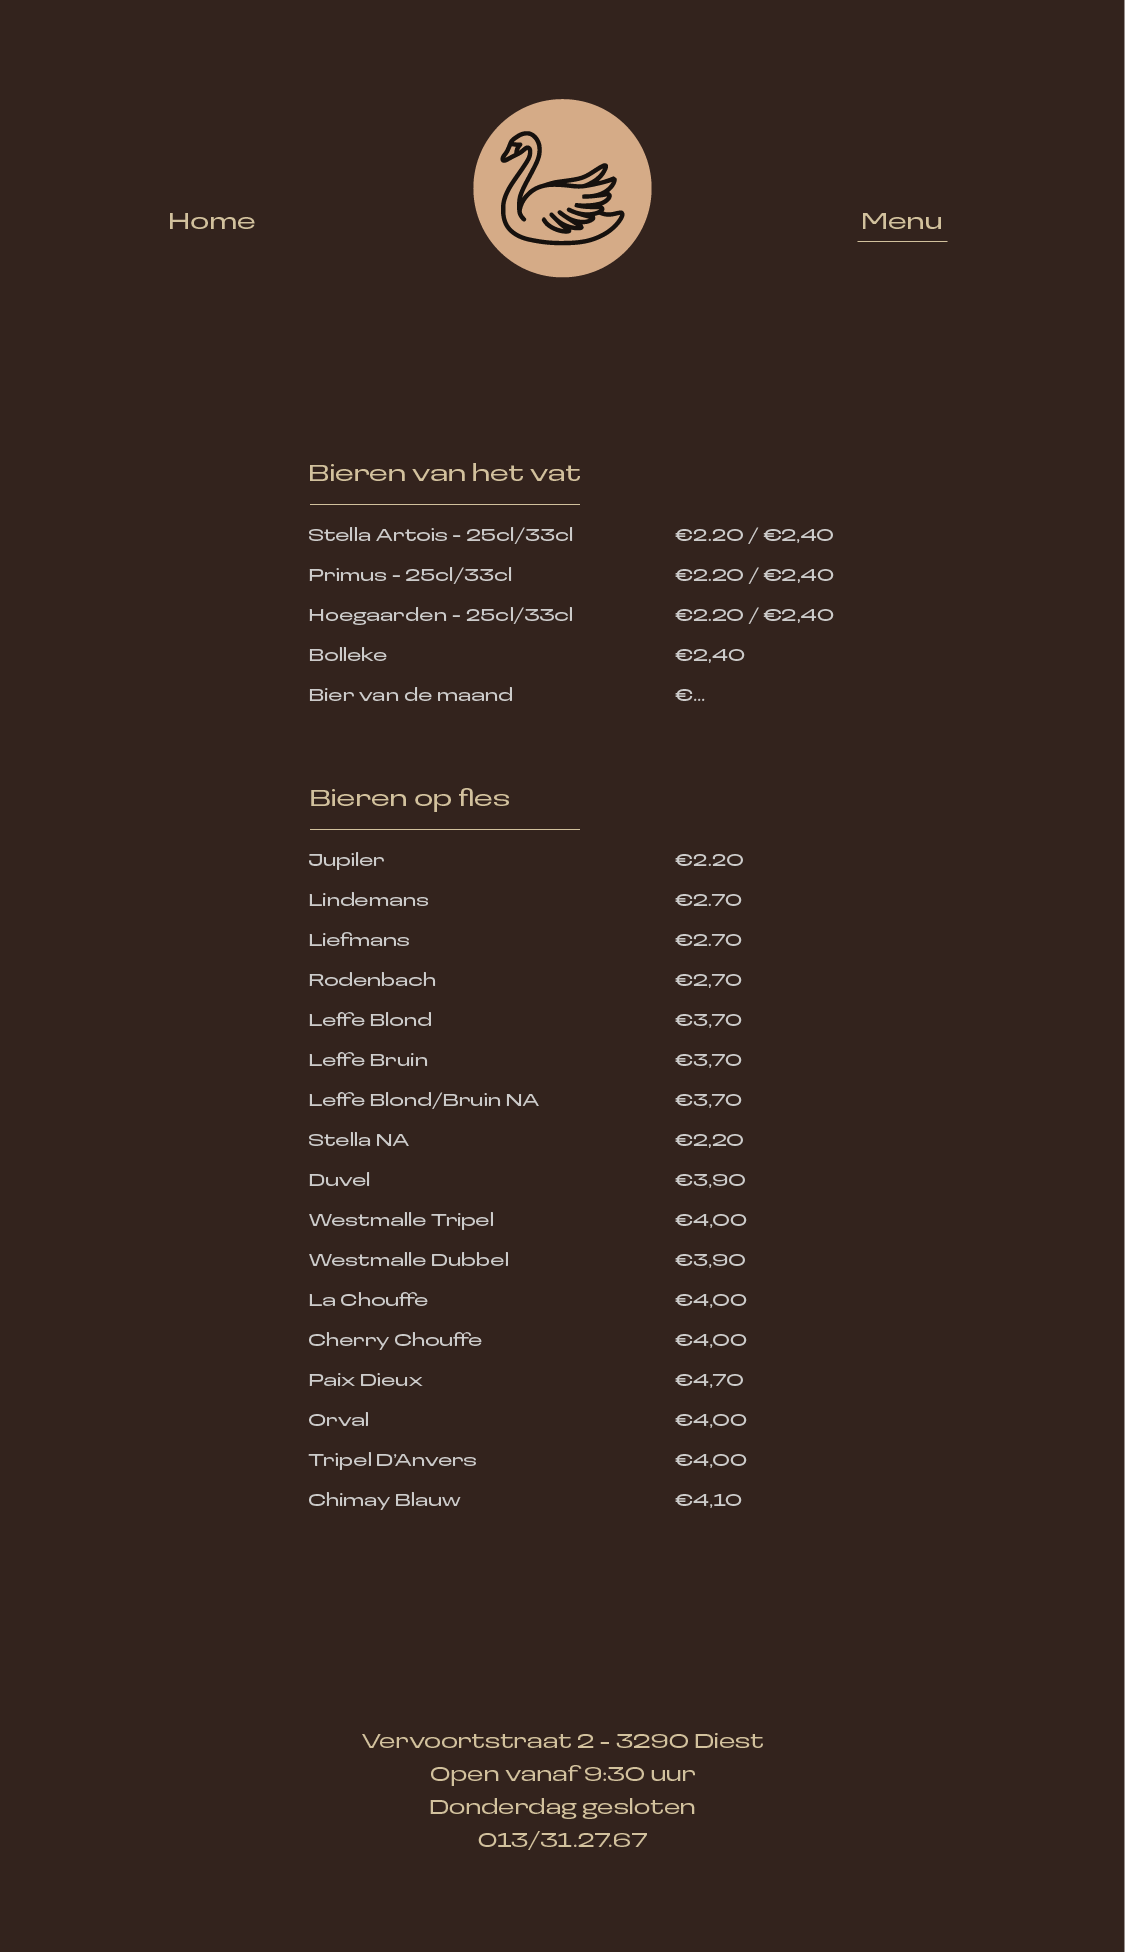 Home
Menu
Bieren van het vat
Stella Artois - 25cl/33cl €2.20 / €2,40
Primus - 25cl/33cl €2.20 / €2,40
Hoegaarden - 25cl/33cl €2.20 / €2,40
Bolleke €2,40
Bier van de maand €...
Bieren op fles
Jupiler €2.20
Lindemans €2.70
Liefmans €2.70
Rodenbach €2,70
Leffe Blond €3,70
Leffe Bruin €3,70
Leffe Blond/Bruin NA €3,70
Stella NA €2,20
Duvel €3,90
Westmalle Tripel €4,00
Westmalle Dubbel €3,90
La Chouffe €4,00
Cherry Chouffe €4,00
Paix Dieux €4,70
Orval €4,00
Tripel D'Anvers €4,00
Chimay Blauw €4,10
Vervoortstraat 2 - 3290 Diest
Open vanaf 9:30 uur
Donderdag gesloten
013/31.27.67